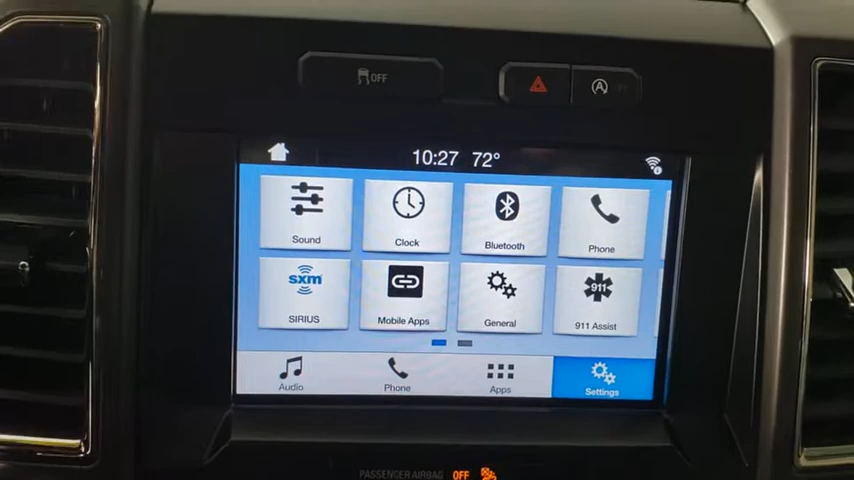 OFF
10:27 72°
Sound
Clock
Bluetooth
Phone
sxm
SIRIUS
Mobile Apps
General
911
911 Assist
Audio
Phone
Apps
Settings
PASSENGER AIRBAG OFF